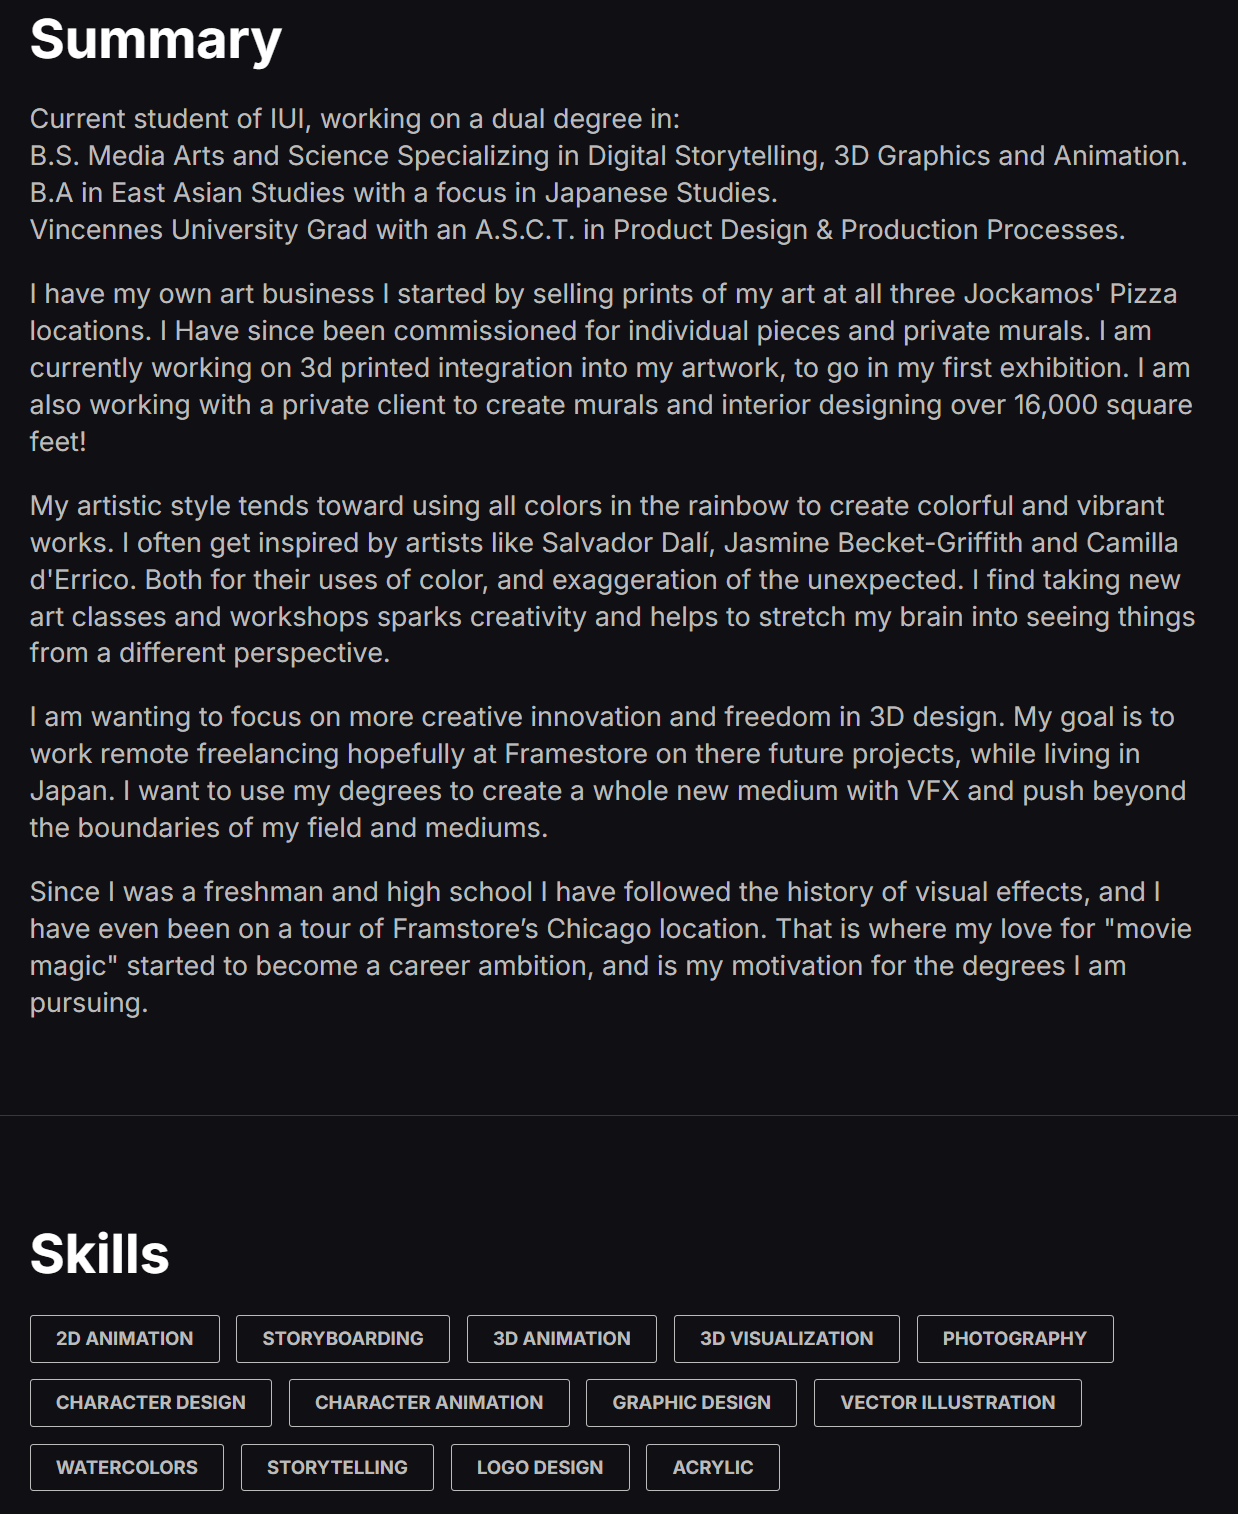 Summary
Current student of IUI, working on a dual degree in:
B.S. Media Arts and Science Specializing in Digital Storytelling, 3D Graphics and Animation.
B.A in East Asian Studies with a focus in Japanese Studies.
Vincennes University Grad with an A.S.C.T. in Product Design & Production Processes.
I have my own art business I started by selling prints of my art at all three Jockamos' Pizza
locations. I Have since been commissioned for individual pieces and private murals. I am
currently working on 3d printed integration into my artwork, to go in my first exhibition. I am
also working with a private client to create murals and interior designing over 16,000 square
feet!
My artistic style tends toward using all colors in the rainbow to create colorful and vibrant
works. I often get inspired by artists like Salvador Dalí, Jasmine Becket-Griffith and Camilla
d'Errico. Both for their uses of color, and exaggeration of the unexpected. I find taking new
art classes and workshops sparks creativity and helps to stretch my brain into seeing things
from a different perspective.
I am wanting to focus on more creative innovation and freedom in 3D design. My goal is to
work remote freelancing hopefully at Framestore on there future projects, while living in
Japan. I want to use my degrees to create a whole new medium with VFX and push beyond
the boundaries of my field and mediums.
Since I was a freshman and high school I have followed the history of visual effects, and I
have even been on a tour of Framstore’s Chicago location. That is where my love for "movie
magic" started to become a career ambition, and is my motivation for the degrees I am
pursuing.
Skills
2D ANIMATION STORYBOARDING 3D ANIMATION 3D VISUALIZATION PHOTOGRAPHY
CHARACTER DESIGN CHARACTER ANIMATION GRAPHIC DESIGN VECTOR ILLUSTRATION
WATERCOLORS STORYTELLING LOGO DESIGN ACRYLIC